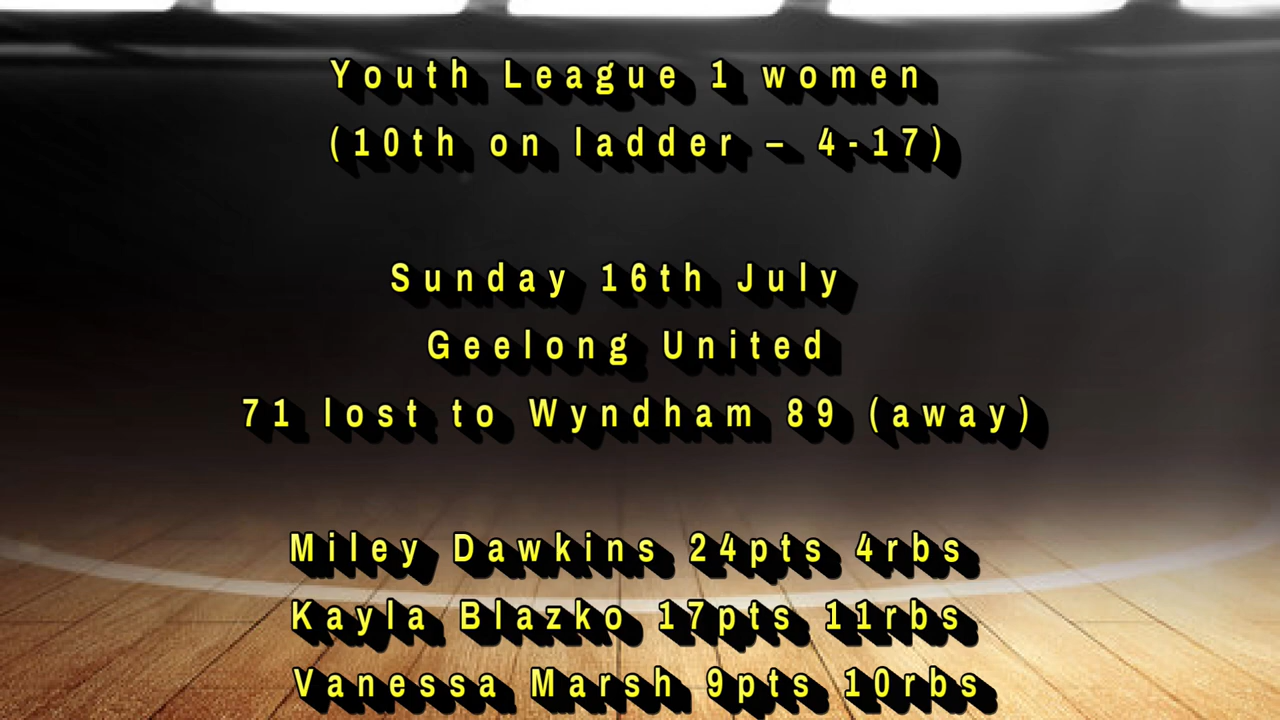 Youth League 1 women
(10th on ladder – 4-17)
Sunday 16th July
Geelong United
71 lost to Wyndham 89 (away)
Miley Dawkins 24pts 4rbs
Kayla Blazko 17pts 11rbs
Vanessa Marsh 9pts 10rbs